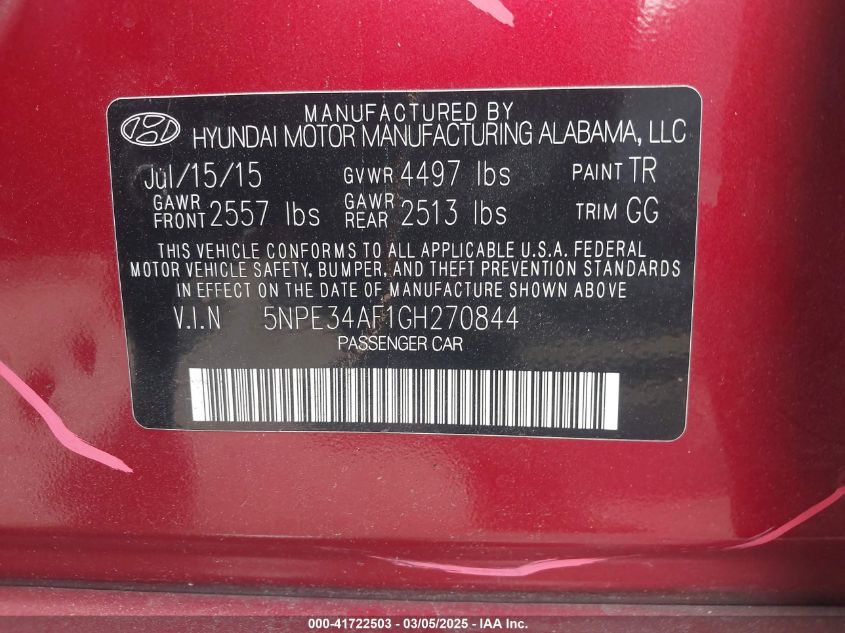 MANUFACTURED BY
HYUNDAI MOTOR MANUFACTURING ALABAMA, LLC
Jul/15/15 GVWR 4497 lbs PAINT TR
GAWR FRONT 2557 lbs GAWR REAR 2513 lbs TRIM GG
THIS VEHICLE CONFORMS TO ALL APPLICABLE U.S.A. FEDERAL
MOTOR VEHICLE SAFETY, BUMPER, AND THEFT PREVENTION STANDARDS
IN EFFECT ON THE DATE OF MANUFACTURE SHOWN ABOVE.
V.I.N 5NPE34AF1GH270844
PASSENGER CAR
000-41722503 - 03/05/2025 - IAA Inc.